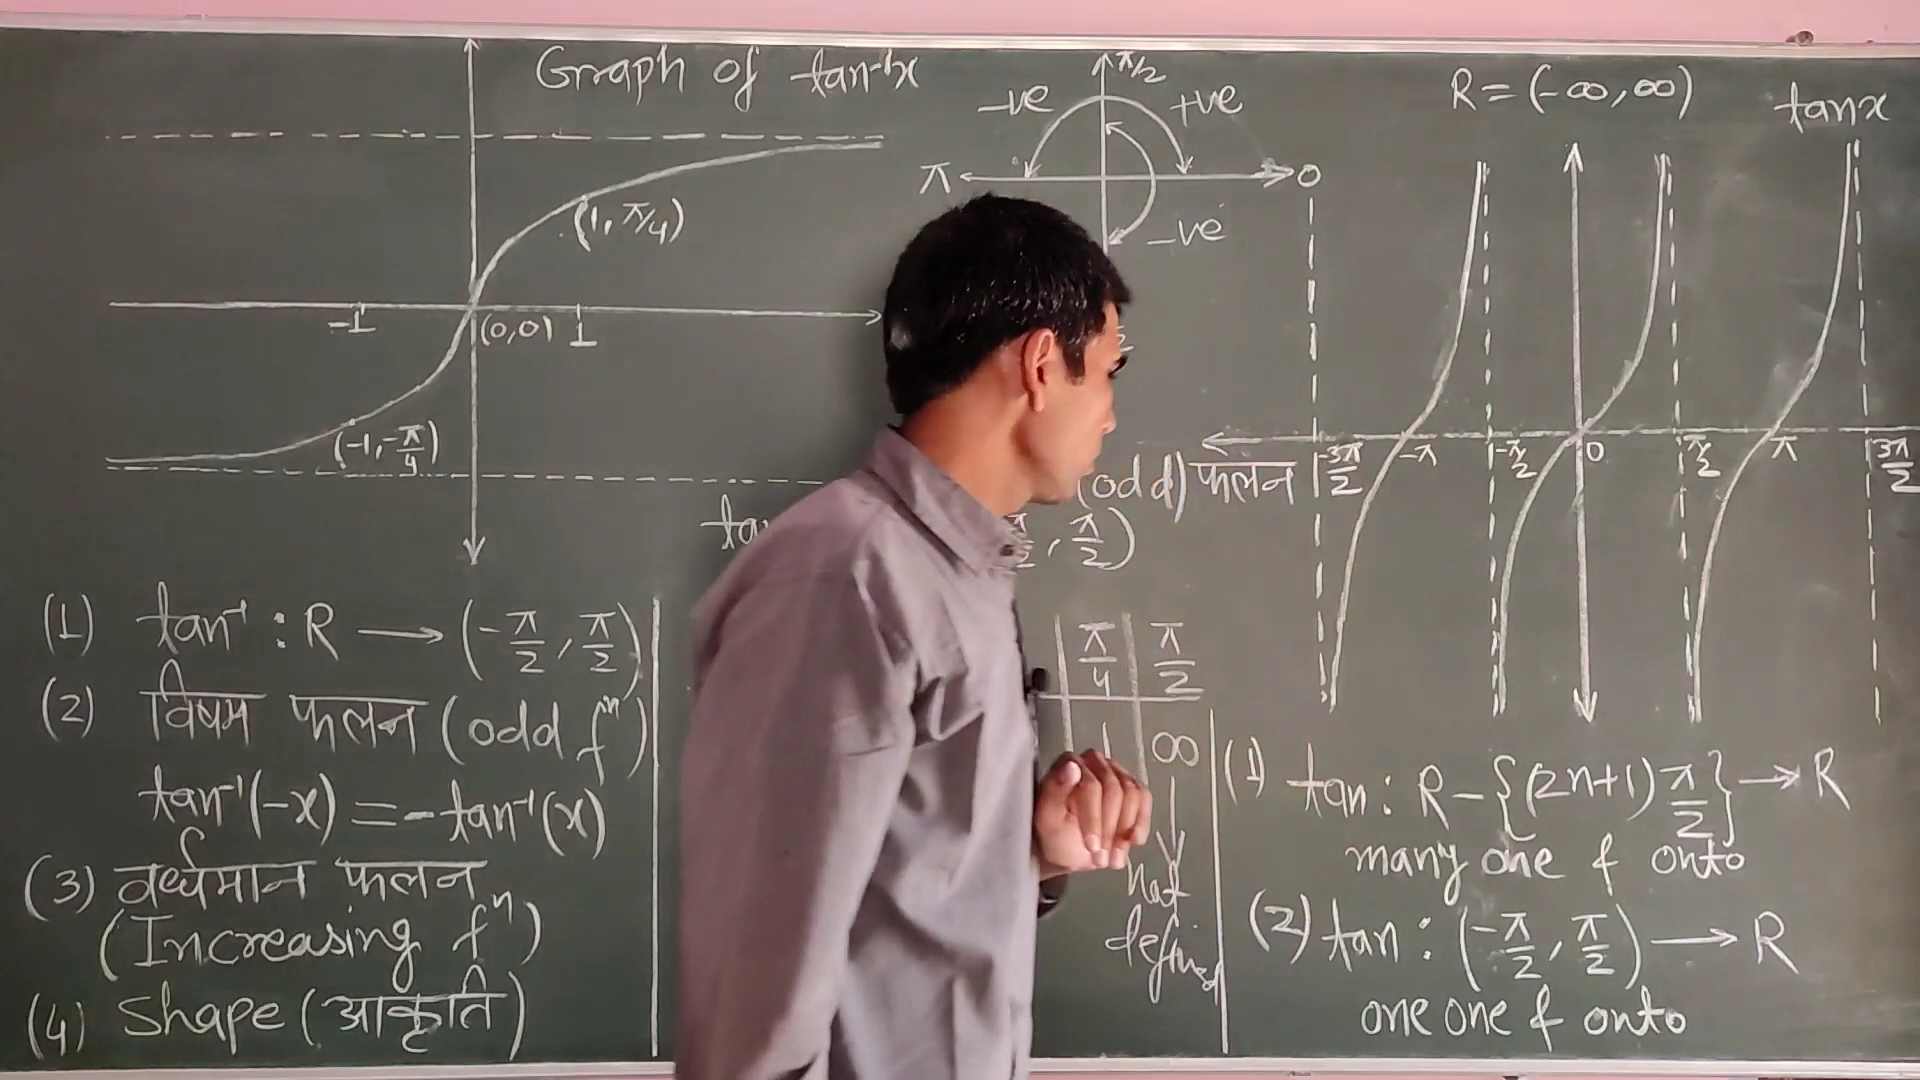 Graph of tan⁻¹x
(1, π/4)
-1
(0,0)
1
(-1, -π/4)
π/2
-ve
+ve
π
0
-ve
R = (-∞, ∞)
tanx
-3π/2
-π
-π/2
0
π/2
π
3π/2
(odd) फलन
, π/2)
(1) tan⁻¹ : R → (-π/2, π/2)
(2) विषम फलन (odd fⁿ)
tan⁻¹(-x) = -tan⁻¹(x)
(3) वर्धमान फलन
(Increasing fⁿ)
(4) Shape (आकृति)
π/4 π/2
1 ∞
not
defined
(1) tan : R - {(2n+1) π/2} → R
many one & onto
(2) tan : (-π/2, π/2) → R
one one & onto